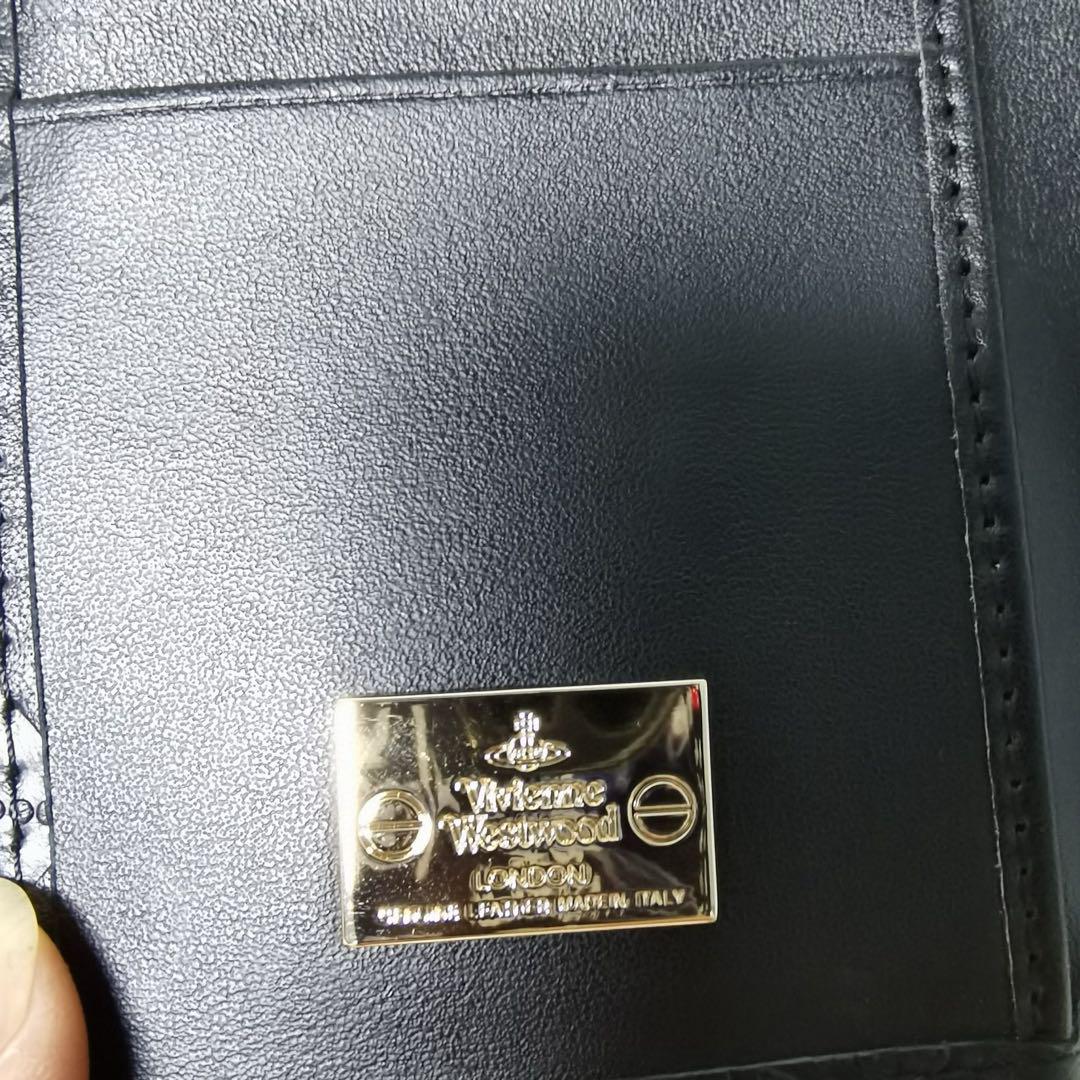 Vivienne
Westwood
(LONDON)
GENUINE LEATHER MADE IN ITALY